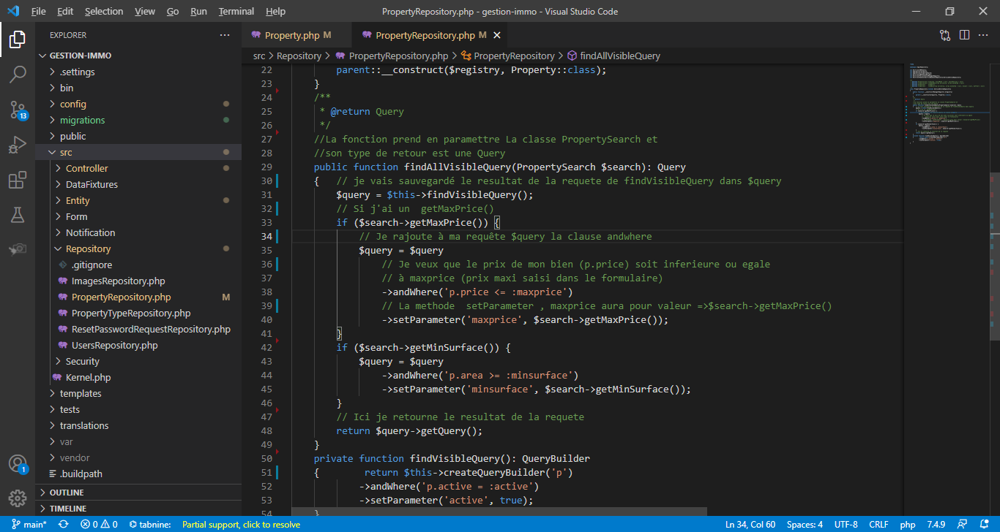 File Edit Selection View Go Run Terminal Help PropertyRepository.php - gestion-immo - Visual Studio Code
EXPLORER
GESTION-IMMO
.settings
bin
config
migrations
public
src
Controller
DataFixtures
Entity
Form
Notification
Repository
.gitignore
ImagesRepository.php
PropertyRepository.php M
PropertyTypeRepository.php
ResetPasswordRequestRepository.php
UsersRepository.php
Security
Kernel.php
templates
tests
translations
var
vendor
.buildpath
OUTLINE
TIMELINE
13
1
Property.php M PropertyRepository.php M
src > Repository > PropertyRepository.php > PropertyRepository > findAllVisibleQuery
22 parent::__construct($registry, Property::class);
23 }
24 /**
25 * @return Query
26 */
27 //La fonction prend en paramettre La classe PropertySearch et
28 //son type de retour est une Query
29 public function findAllVisibleQuery(PropertySearch $search): Query
30 { // je vais sauvegardé le resultat de la requete de findVisibleQuery dans $query
31 $query = $this->findVisibleQuery();
32 // Si j'ai un  getMaxPrice()
33 if ($search->getMaxPrice()) {
34 // Je rajoute à ma requête $query la clause andwhere
35 $query = $query
36 // Je veux que le prix de mon bien (p.price) soit inferieure ou egale
37 // à maxprice (prix maxi saisi dans le formulaire)
38 ->andWhere('p.price <= :maxprice')
39 // La methode  setParameter , maxprice aura pour valeur =>$search->getMaxPrice()
40 ->setParameter('maxprice', $search->getMaxPrice());
41 }
42 if ($search->getMinSurface()) {
43 $query = $query
44 ->andWhere('p.area >= :minsurface')
45 ->setParameter('minsurface', $search->getMinSurface());
46 }
47 // Ici je retourne le resultat de la requete
48 return $query->getQuery();
49 }
50 private function findVisibleQuery(): QueryBuilder
51 { return $this->createQueryBuilder('p')
52 ->andWhere('p.active = :active')
53 ->setParameter('active', true);
54 }
main* 0 0 tabnine: Partial support, click to resolve Ln 34, Col 60 Spaces: 4 UTF-8 CRLF php 7.4.9